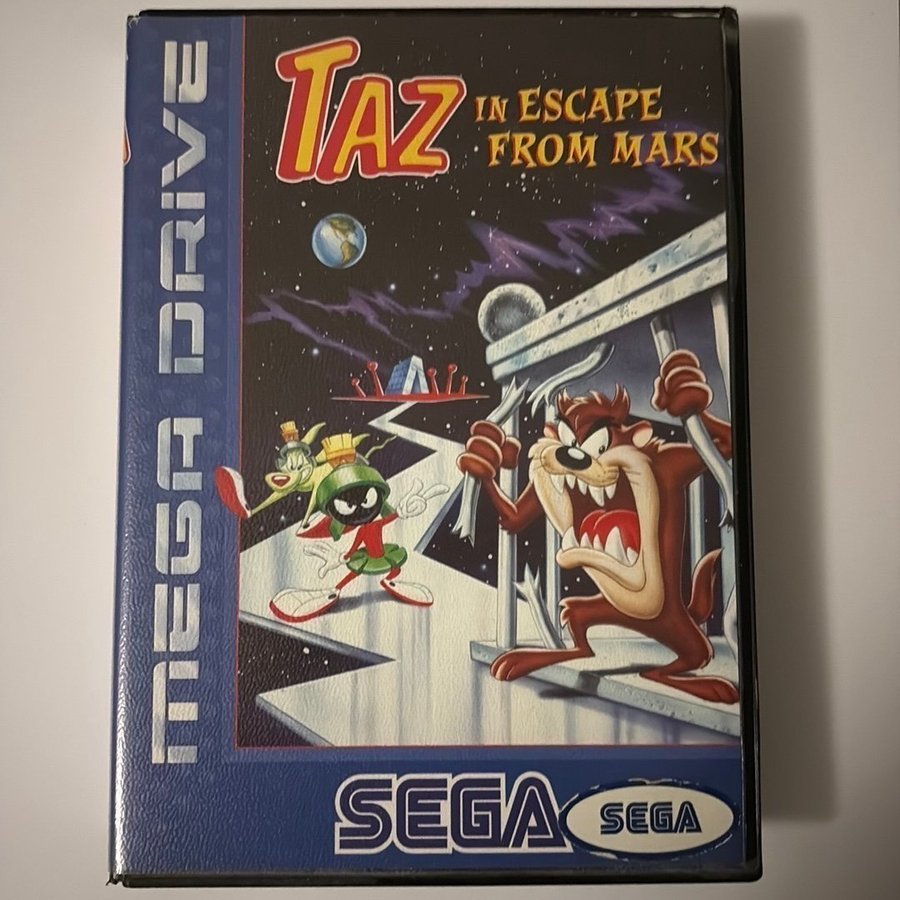 TAZ
IN ESCAPE
FROM MARS
MEGA DRIVE
SEGA
SEGA